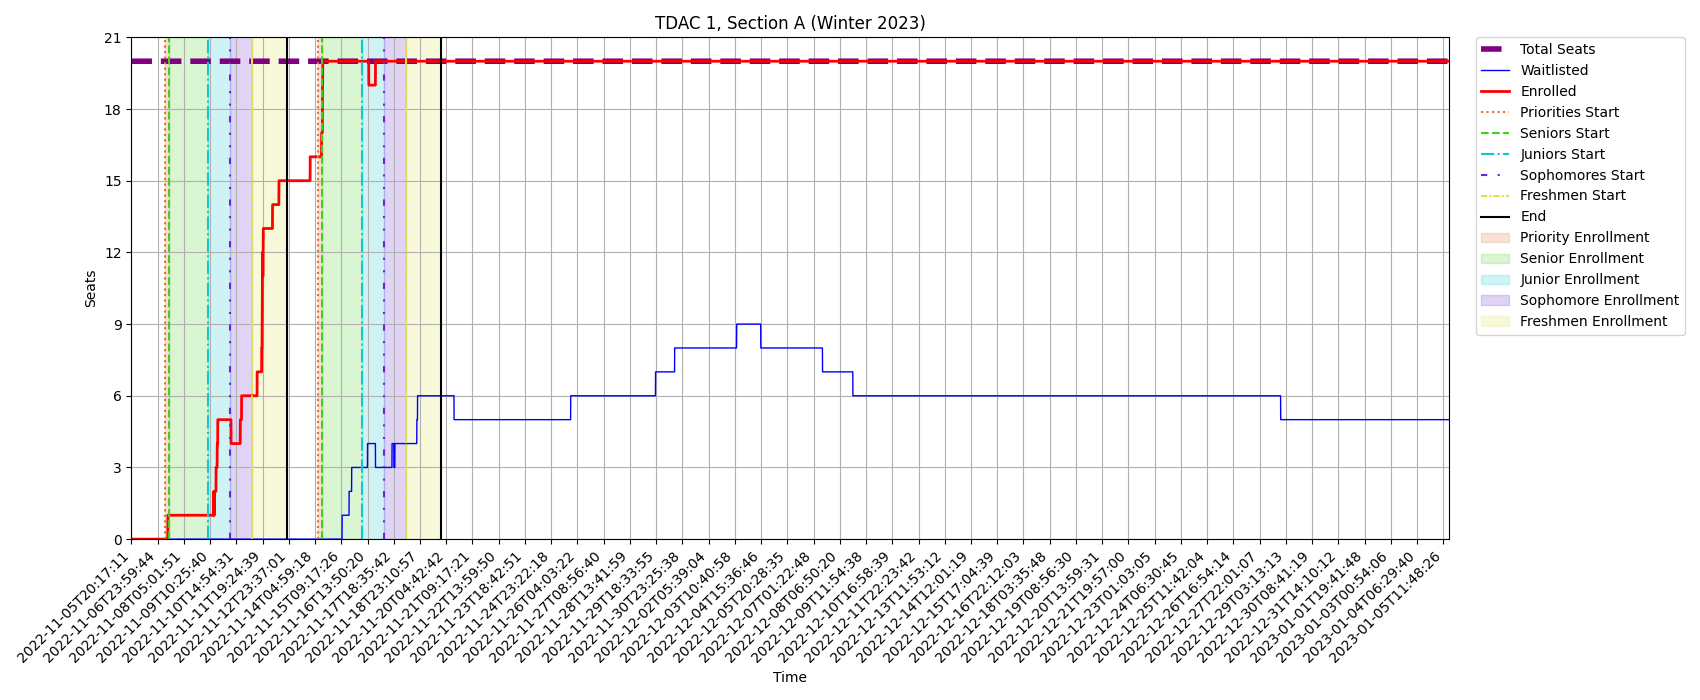 TDAC 1, Section A (Winter 2023)
21
18
15
12
9
6
3
0
Seats
2022-11-05T20:17:11
2022-11-06T23:59:44
2022-11-08T05:01:51
2022-11-09T10:25:40
2022-11-10T14:54:31
2022-11-11T19:24:39
2022-11-12T23:37:01
2022-11-14T04:59:18
2022-11-15T09:17:26
2022-11-16T13:50:20
2022-11-17T18:35:42
2022-11-18T23:10:57
2022-11-20T04:42:42
2022-11-22T13:59:50
2022-11-23T18:42:51
2022-11-24T23:22:18
2022-11-26T04:03:22
2022-11-27T08:56:40
2022-11-28T13:41:59
2022-11-29T18:33:55
2022-11-30T23:25:38
2022-12-02T05:39:04
2022-12-03T10:40:58
2022-12-04T15:36:46
2022-12-05T20:28:35
2022-12-07T01:22:48
2022-12-08T06:50:20
2022-12-09T11:54:38
2022-12-10T16:58:39
2022-12-11T22:23:42
2022-12-13T11:53:12
2022-12-14T12:01:19
2022-12-15T17:04:39
2022-12-16T22:12:03
2022-12-18T18:35:48
2022-12-19T08:56:30
2022-12-20T13:59:31
2022-12-21T19:57:00
2022-12-23T01:03:05
2022-12-24T06:30:45
2022-12-25T11:42:04
2022-12-26T16:54:14
2022-12-27T22:01:07
2022-12-29T03:13:13
2022-12-30T08:41:19
2022-12-31T14:10:12
2023-01-01T19:41:48
2023-01-03T00:54:06
2023-01-04T06:29:40
2023-01-05T11:48:26
Time
Total Seats
Waitlisted
Enrolled
Priorities Start
Seniors Start
Juniors Start
Sophomores Start
Freshmen Start
End
Priority Enrollment
Senior Enrollment
Junior Enrollment
Sophomore Enrollment
Freshmen Enrollment